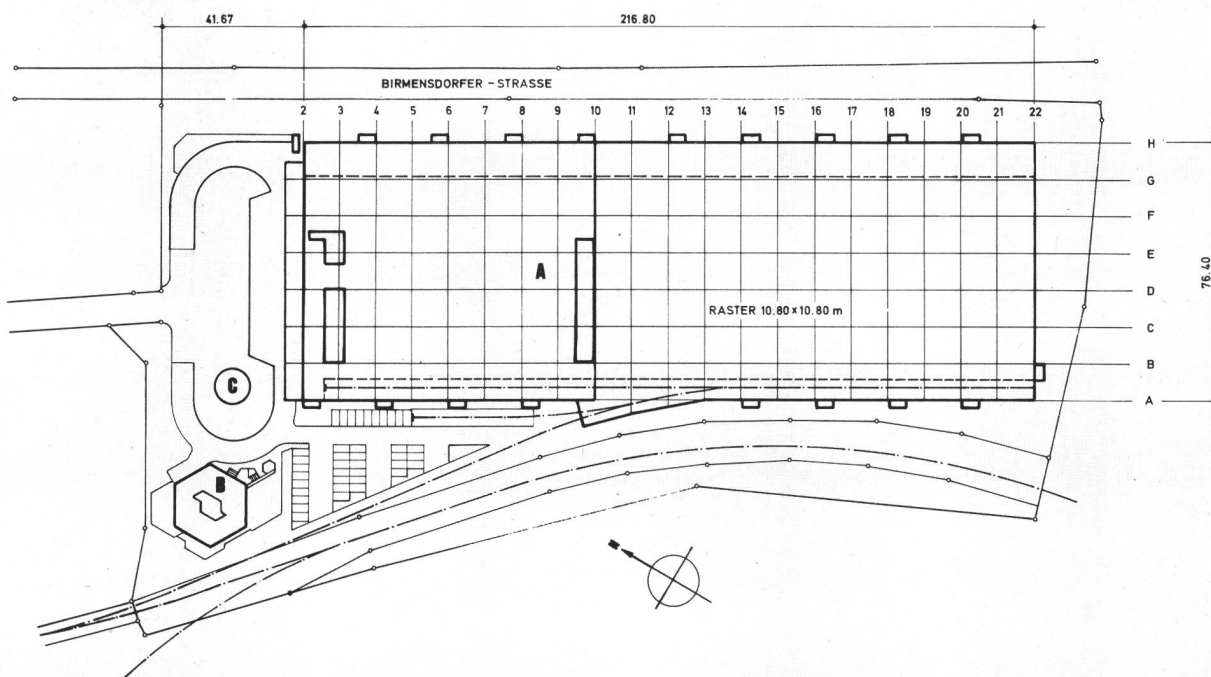 41.67 216.80
BIRMENSDORFER - STRASSE
2 3 4 5 6 7 8 9 10 11 12 13 14 15 16 17 18 19 20 21 22
H
G
F
E
A
D
76.40
RASTER 10.80 × 10.80 m
C
B
C
A
B
N